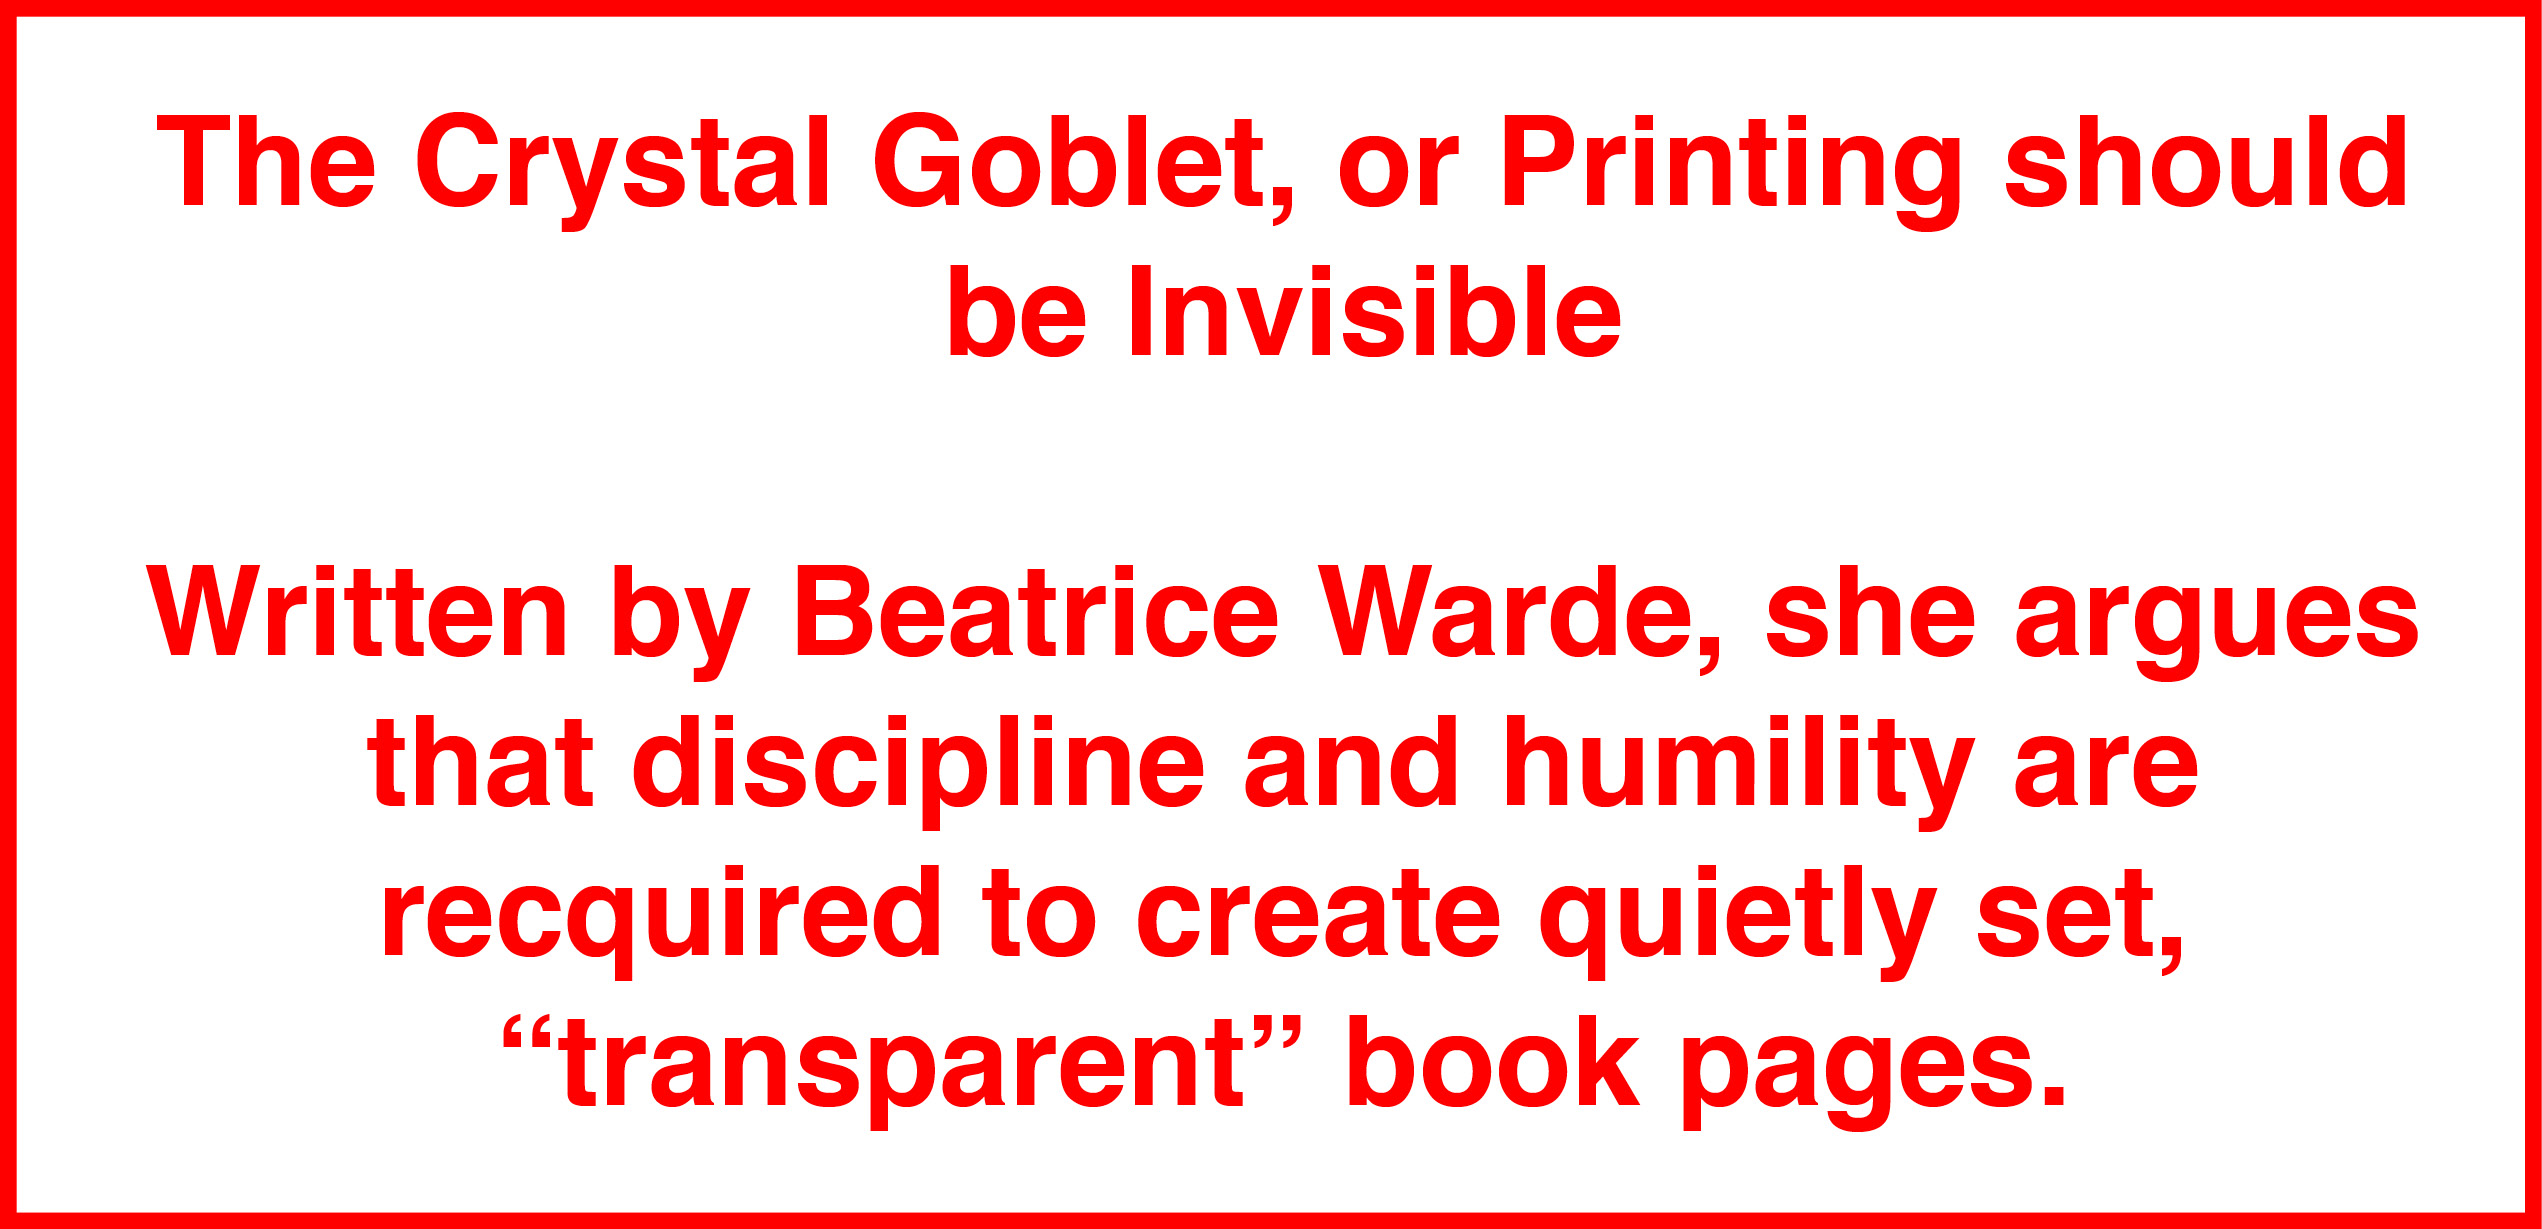 The Crystal Goblet, or Printing should
be Invisible
Written by Beatrice Warde, she argues
that discipline and humility are
recquired to create quietly set,
“transparent” book pages.